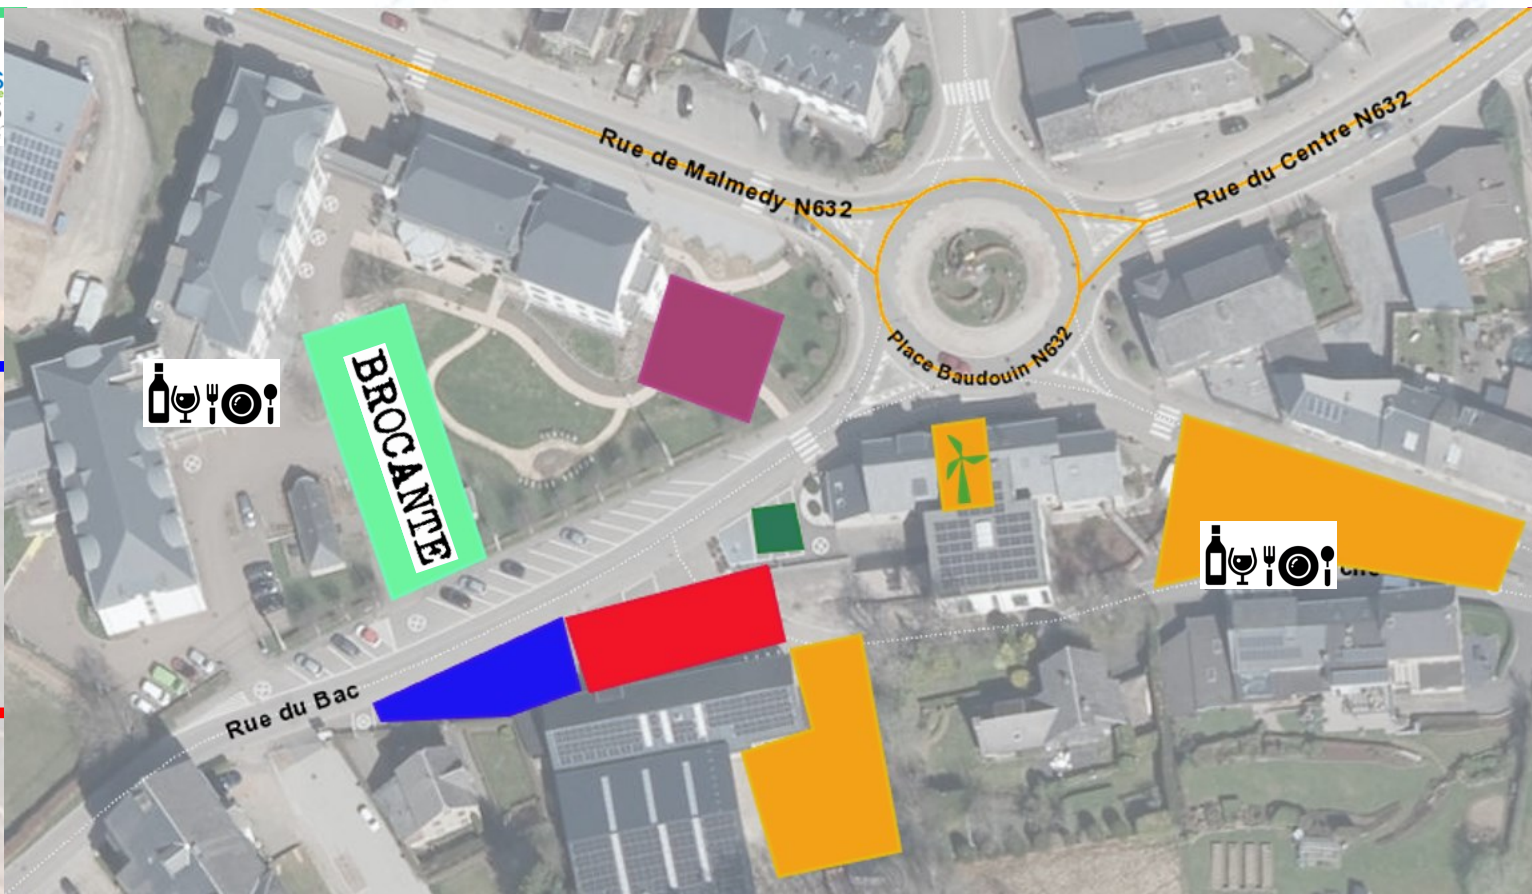 Rue de Malmedy N632
Rue du Centre N632
Place Baudouin N632
BROCANTE
Rue du Bac